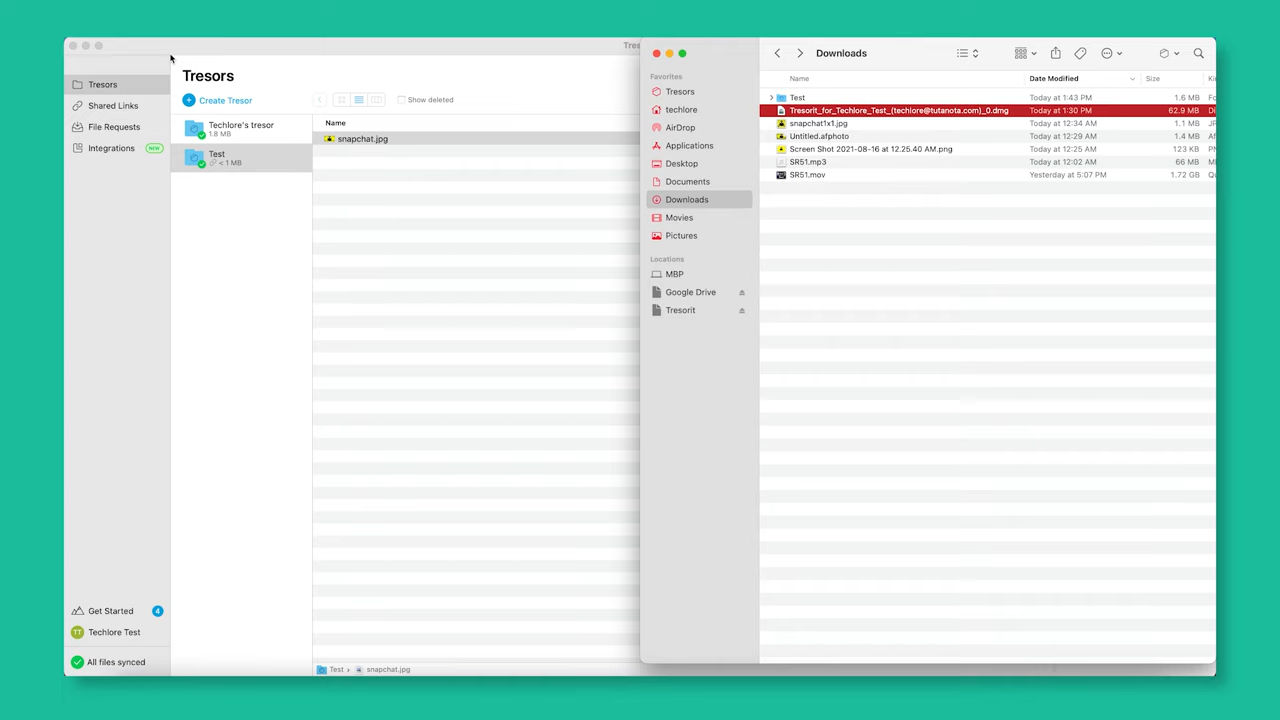 Tres
Tresors
Shared Links
File Requests
Integrations NEW
Get Started 4
TT Techlore Test
All files synced
Tresors
Create Tresor
Techlore's tresor
1.8 MB
Test
< 1 MB
Show deleted
Name
snapchat.jpg
Test › snapchat.jpg
Downloads
Favorites
Tresors
techlore
AirDrop
Applications
Desktop
Documents
Downloads
Movies
Pictures
Locations
MBP
Google Drive
Tresorit
Name Date Modified Size Ki
Test Today at 1:43 PM 1.6 MB Fo
Tresorit_for_Techlore_Test_(techlore@tutanota.com)_0.dmg Today at 1:30 PM 62.9 MB Di
snapchat1x1.jpg Today at 12:34 AM 1.1 MB JP
Untitled.afphoto Today at 12:29 AM 1.4 MB
Screen Shot 2021-08-16 at 12.25.40 AM.png Today at 12:25 AM 123 KB PN
SR51.mp3 Today at 12:02 AM 66 MB
SR51.mov Yesterday at 5:07 PM 1.72 GB